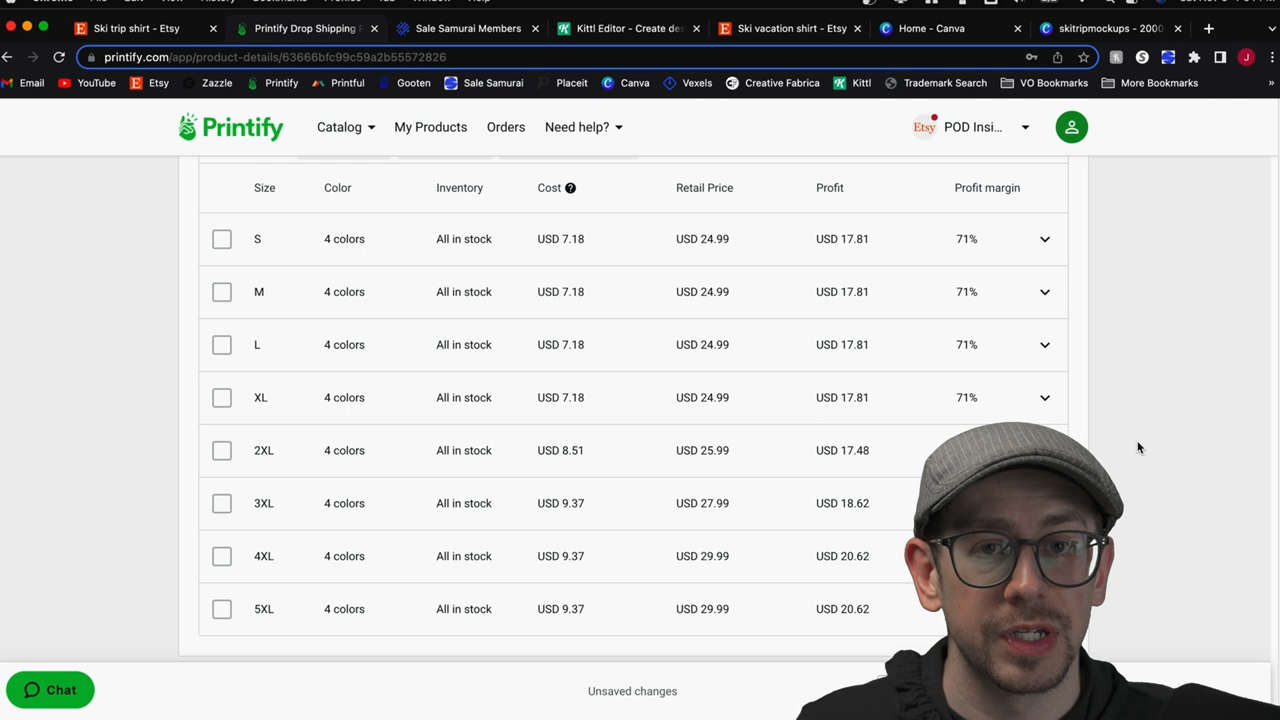 Ski trip shirt – Etsy
Printify Drop Shipping
Sale Samurai Members
Kittl Editor - Create des
Ski vacation shirt - Etsy
Home - Canva
skitripmockups - 2000
printify.com/app/product-details/63666bfc99c59a2b55572826
J
Email YouTube Etsy Zazzle Printify Printful Gooten Sale Samurai Placeit Canva Vexels Creative Fabrica Kittl Trademark Search VO Bookmarks More Bookmarks »
Printify Catalog My Products Orders Need help? Etsy POD Insi...
Size Color Inventory Cost ? Retail Price Profit Profit margin
S 4 colors All in stock USD 7.18 USD 24.99 USD 17.81 71%
M 4 colors All in stock USD 7.18 USD 24.99 USD 17.81 71%
L 4 colors All in stock USD 7.18 USD 24.99 USD 17.81 71%
XL 4 colors All in stock USD 7.18 USD 24.99 USD 17.81 71%
2XL 4 colors All in stock USD 8.51 USD 25.99 USD 17.48
3XL 4 colors All in stock USD 9.37 USD 27.99 USD 18.62
4XL 4 colors All in stock USD 9.37 USD 29.99 USD 20.62
5XL 4 colors All in stock USD 9.37 USD 29.99 USD 20.62
Chat
Unsaved changes